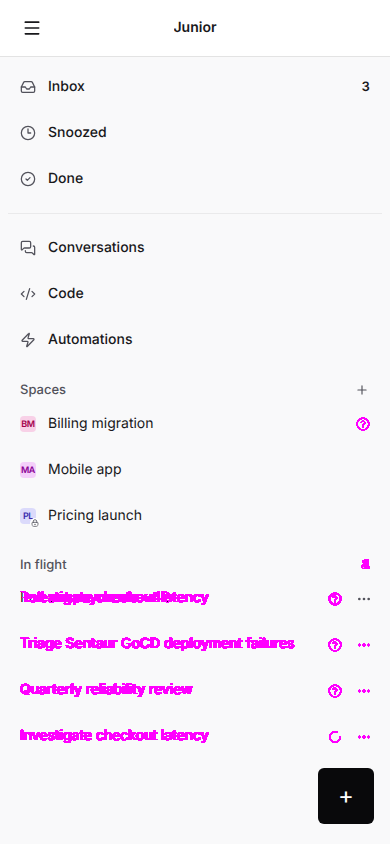 Junior
Inbox 3
Snoozed
Done
Conversations
Code
Automations
Spaces +
BM Billing migration
MA Mobile app
PL Pricing launch
In flight
latency
Triage Sentaur GoCD deployment failures
Quarterly reliability review
Investigate checkout latency
+